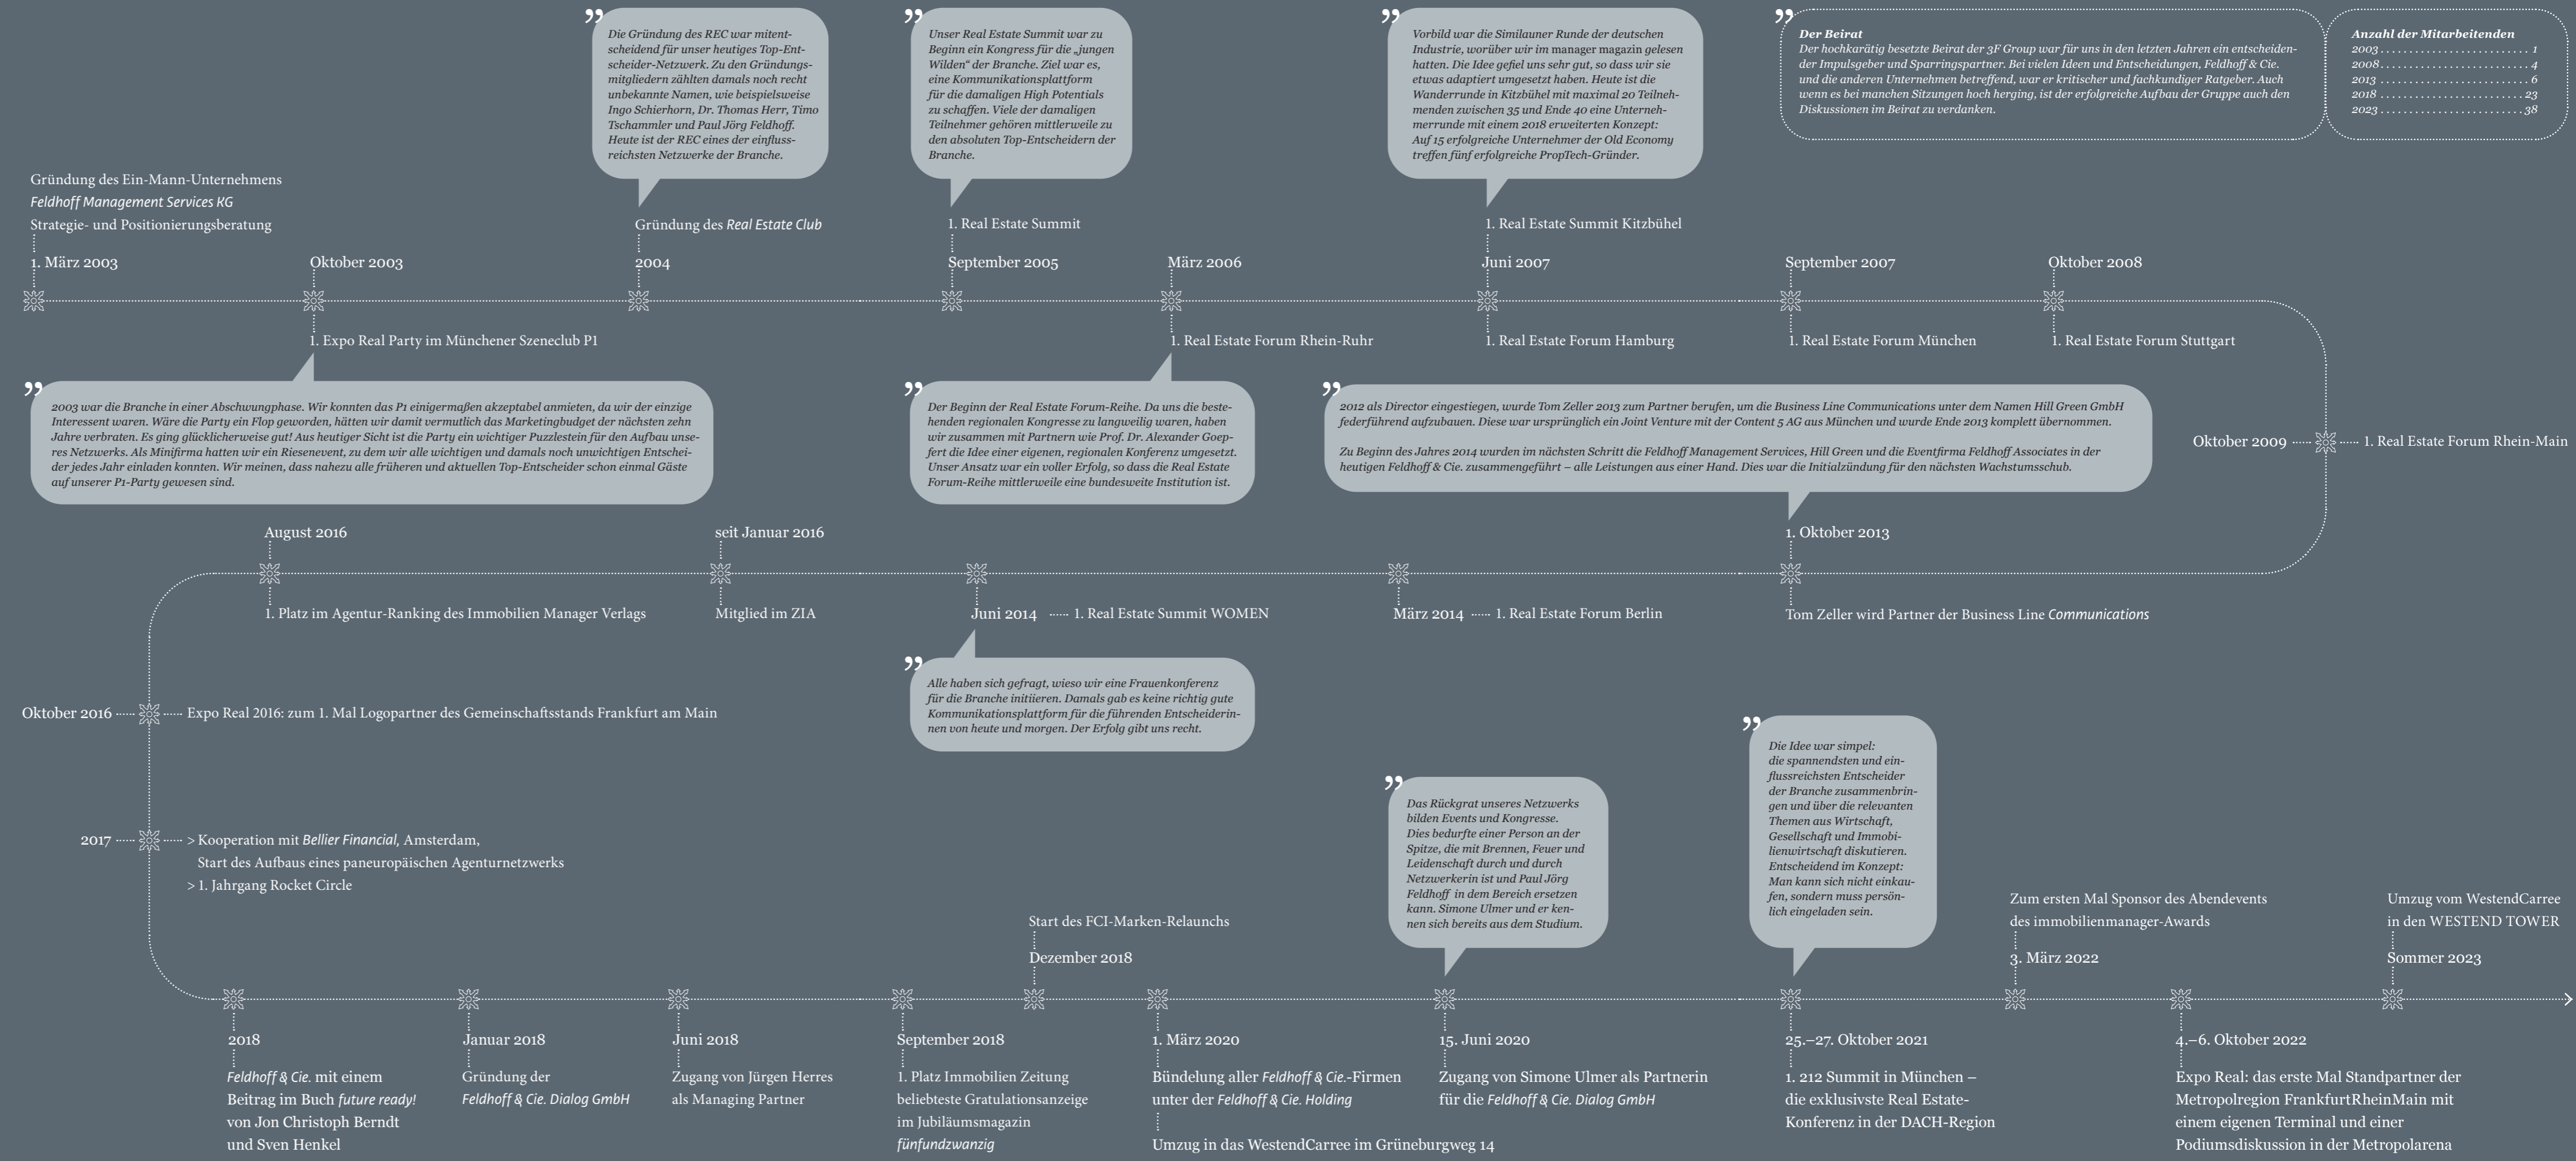 ”
Die Gründung des REC war mitent-
scheidend für unser heutiges Top-Ent-
scheider-Netzwerk. Zu den Gründungs-
mitgliedern zählten damals noch recht
unbekannte Namen, wie beispielsweise
Ingo Schierhorn, Dr. Thomas Herr, Timo
Tschammler und Paul Jörg Feldhoff.
Heute ist der REC eines der einfluss-
reichsten Netzwerke der Branche.
”
Unser Real Estate Summit war zu
Beginn ein Kongress für die „jungen
Wilden“ der Branche. Ziel war es,
eine Kommunikationsplattform
für die damaligen High Potentials
zu schaffen. Viele der damaligen
Teilnehmer gehören mittlerweile zu
den absoluten Top-Entscheidern der
Branche.
”
Vorbild war die Similauner Runde der deutschen
Industrie, worüber wir im manager magazin gelesen
hatten. Die Idee gefiel uns sehr gut, so dass wir sie
etwas adaptiert umgesetzt haben. Heute ist die
Wanderrunde in Kitzbühel mit maximal 20 Teilneh-
menden zwischen 35 und Ende 40 eine Unterneh-
merrunde mit einem 2018 erweiterten Konzept:
Auf 15 erfolgreiche Unternehmer der Old Economy
treffen fünf erfolgreiche PropTech-Gründer.
”
Der Beirat
Der hochkarätig besetzte Beirat der 3F Group war für uns in den letzten Jahren ein entscheiden-
der Impulsgeber und Sparringspartner. Bei vielen Ideen und Entscheidungen, Feldhoff & Cie.
und die anderen Unternehmen betreffend, war er kritischer und fachkundiger Ratgeber. Auch
wenn es bei manchen Sitzungen hoch herging, ist der erfolgreiche Aufbau der Gruppe auch den
Diskussionen im Beirat zu verdanken.
Anzahl der Mitarbeitenden
2003 . . . . . . . . . . . . . . . . . . . . . . . . . . 1
2008 . . . . . . . . . . . . . . . . . . . . . . . . . . 4
2013 . . . . . . . . . . . . . . . . . . . . . . . . . . 6
2018 . . . . . . . . . . . . . . . . . . . . . . . . . 23
2023 . . . . . . . . . . . . . . . . . . . . . . . . . 38
Gründung des Ein-Mann-Unternehmens
Feldhoff Management Services KG
Strategie- und Positionierungsberatung
1. März 2003
Oktober 2003
1. Expo Real Party im Münchener Szeneclub P1
Gründung des Real Estate Club
2004
1. Real Estate Summit
September 2005
März 2006
1. Real Estate Forum Rhein-Ruhr
1. Real Estate Summit Kitzbühel
Juni 2007
1. Real Estate Forum Hamburg
September 2007
1. Real Estate Forum München
Oktober 2008
1. Real Estate Forum Stuttgart
”
2003 war die Branche in einer Abschwungphase. Wir konnten das P1 einigermaßen akzeptabel anmieten, da wir der einzige
Interessent waren. Wäre die Party ein Flop geworden, hätten wir damit vermutlich das Marketingbudget der nächsten zehn
Jahre verbraten. Es ging glücklicherweise gut! Aus heutiger Sicht ist die Party ein wichtiger Puzzlestein für den Aufbau unse-
res Netzwerks. Als Minifirma hatten wir ein Riesenevent, zu dem wir alle wichtigen und damals noch unwichtigen Entschei-
der jedes Jahr einladen konnten. Wir meinen, dass nahezu alle früheren und aktuellen Top-Entscheider schon einmal Gäste
auf unserer P1-Party gewesen sind.
”
Der Beginn der Real Estate Forum-Reihe. Da uns die beste-
henden regionalen Kongresse zu langweilig waren, haben
wir zusammen mit Partnern wie Prof. Dr. Alexander Goep-
fert die Idee einer eigenen, regionalen Konferenz umgesetzt.
Unser Ansatz war ein voller Erfolg, so dass die Real Estate
Forum-Reihe mittlerweile eine bundesweite Institution ist.
”
2012 als Director eingestiegen, wurde Tom Zeller 2013 zum Partner berufen, um die Business Line Communications unter dem Namen Hill Green GmbH
federführend aufzubauen. Diese war ursprünglich ein Joint Venture mit der Content 5 AG aus München und wurde Ende 2013 komplett übernommen.
Zu Beginn des Jahres 2014 wurden im nächsten Schritt die Feldhoff Management Services, Hill Green und die Eventfirma Feldhoff Associates in der
heutigen Feldhoff & Cie. zusammengeführt – alle Leistungen aus einer Hand. Dies war die Initialzündung für den nächsten Wachstumsschub.
Oktober 2009 ····· 1. Real Estate Forum Rhein-Main
1. Oktober 2013
Tom Zeller wird Partner der Business Line Communications
März 2014 ····· 1. Real Estate Forum Berlin
Juni 2014 ····· 1. Real Estate Summit WOMEN
”
Alle haben sich gefragt, wieso wir eine Frauenkonferenz
für die Branche initiieren. Damals gab es keine richtig gute
Kommunikationsplattform für die führenden Entscheiderin-
nen von heute und morgen. Der Erfolg gibt uns recht.
seit Januar 2016
Mitglied im ZIA
August 2016
1. Platz im Agentur-Ranking des Immobilien Manager Verlags
Oktober 2016 ····· Expo Real 2016: zum 1. Mal Logopartner des Gemeinschaftsstands Frankfurt am Main
2017 ····· > Kooperation mit Bellier Financial, Amsterdam,
Start des Aufbaus eines paneuropäischen Agenturnetzwerks
> 1. Jahrgang Rocket Circle
2018
Feldhoff & Cie. mit einem
Beitrag im Buch future ready!
von Jon Christoph Berndt
und Sven Henkel
Januar 2018
Gründung der
Feldhoff & Cie. Dialog GmbH
Juni 2018
Zugang von Jürgen Herres
als Managing Partner
September 2018
1. Platz Immobilien Zeitung
beliebteste Gratulationsanzeige
im Jubiläumsmagazin
fünfundzwanzig
Start des FCI-Marken-Relaunchs
Dezember 2018
1. März 2020
Bündelung aller Feldhoff & Cie.-Firmen
unter der Feldhoff & Cie. Holding
Umzug in das WestendCarree im Grüneburgweg 14
”
Das Rückgrat unseres Netzwerks
bilden Events und Kongresse.
Dies bedurfte einer Person an der
Spitze, die mit Brennen, Feuer und
Leidenschaft durch und durch
Netzwerkerin ist und Paul Jörg
Feldhoff in dem Bereich ersetzen
kann. Simone Ulmer und er ken-
nen sich bereits aus dem Studium.
15. Juni 2020
Zugang von Simone Ulmer als Partnerin
für die Feldhoff & Cie. Dialog GmbH
”
Die Idee war simpel:
die spannendsten und ein-
flussreichsten Entscheider
der Branche zusammenbrin-
gen und über die relevanten
Themen aus Wirtschaft,
Gesellschaft und Immobi-
lienwirtschaft diskutieren.
Entscheidend im Konzept:
Man kann sich nicht einkau-
fen, sondern muss persön-
lich eingeladen sein.
25.–27. Oktober 2021
1. 212 Summit in München –
die exklusivste Real Estate-
Konferenz in der DACH-Region
Zum ersten Mal Sponsor des Abendevents
des immobilienmanager-Awards
3. März 2022
4.–6. Oktober 2022
Expo Real: das erste Mal Standpartner der
Metropolregion FrankfurtRheinMain mit
einem eigenen Terminal und einer
Podiumsdiskussion in der Metropolarena
Umzug vom WestendCarree
in den WESTEND TOWER
Sommer 2023